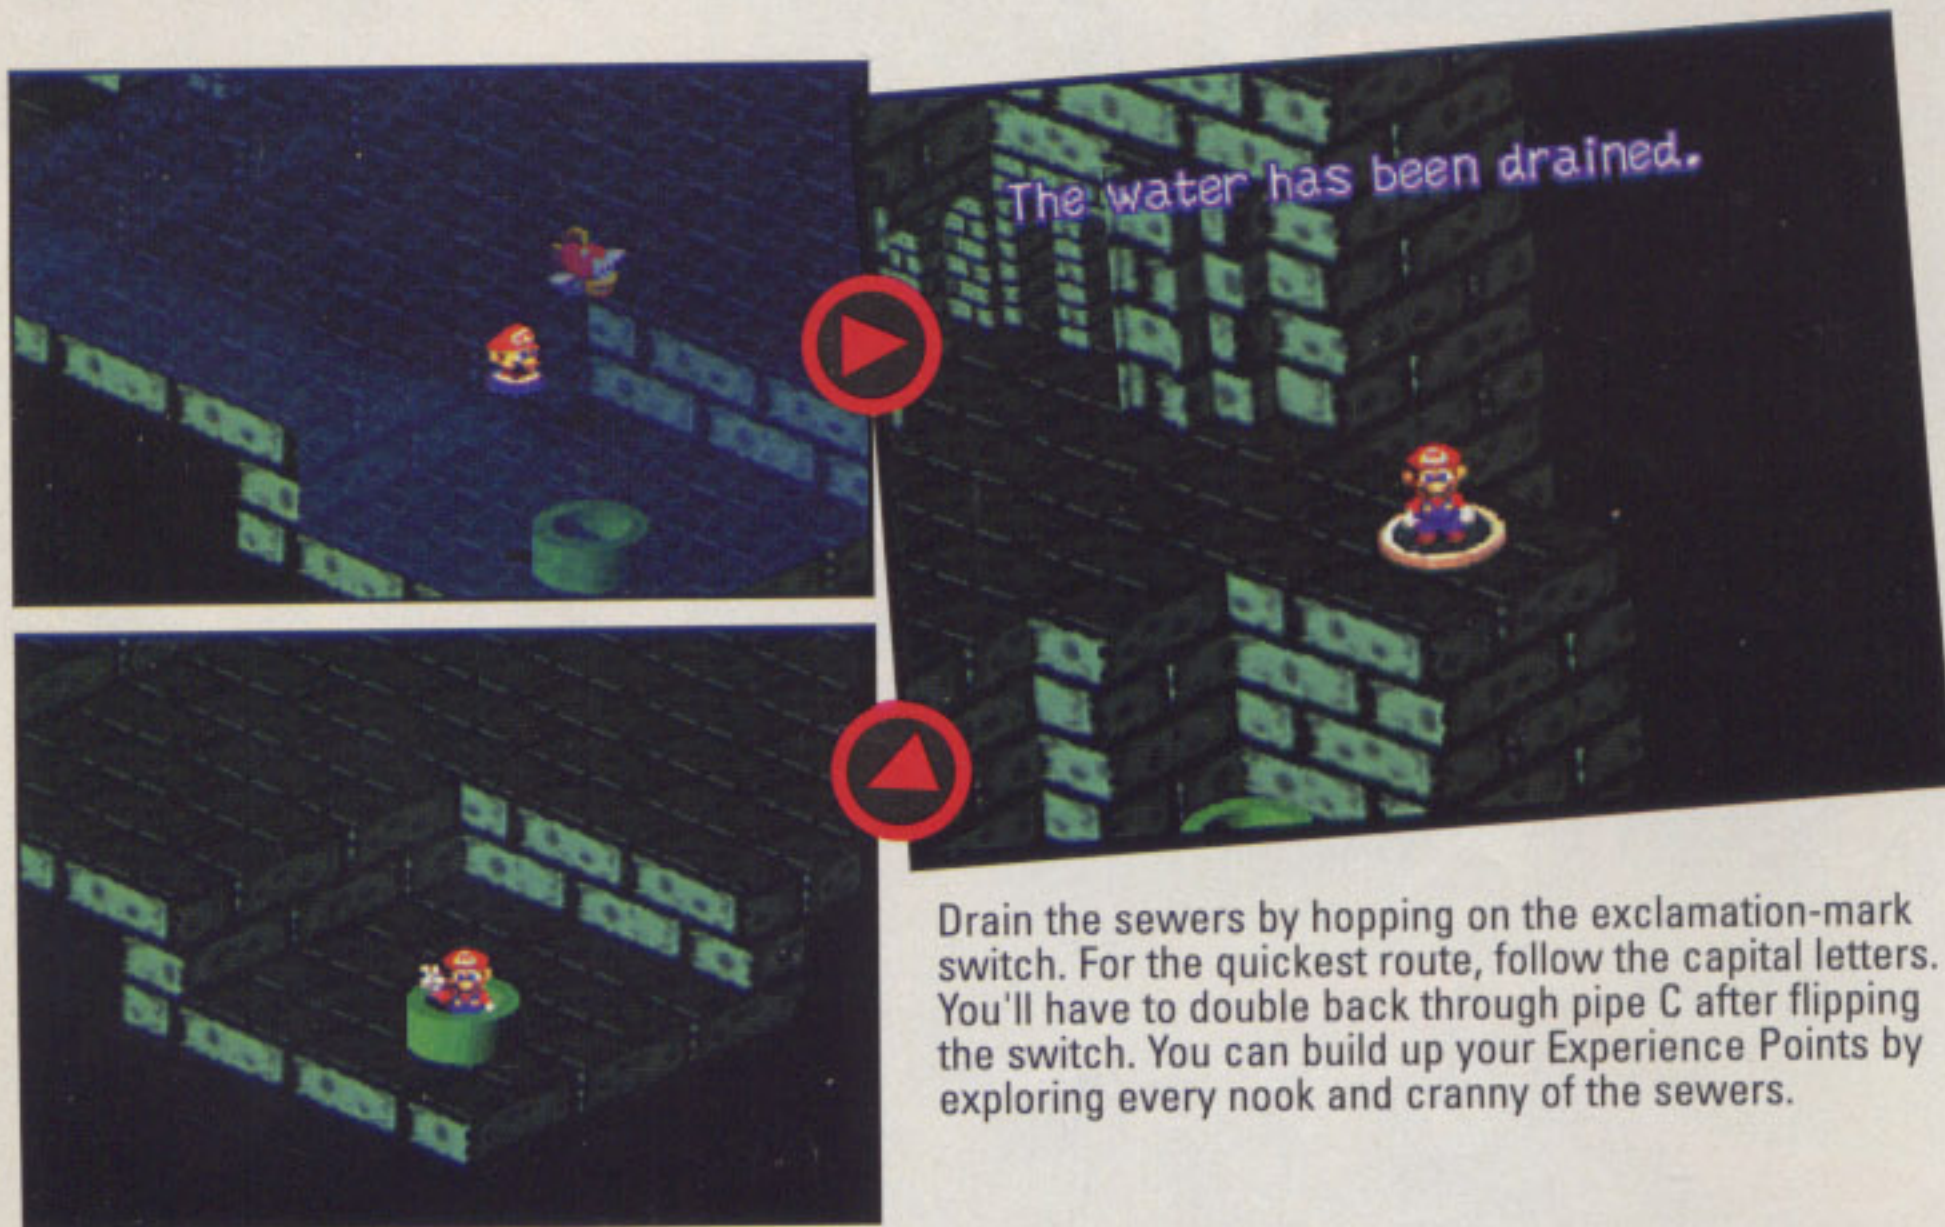 The water has been drained.
Drain the sewers by hopping on the exclamation-mark
switch. For the quickest route, follow the capital letters.
You'll have to double back through pipe C after flipping
the switch. You can build up your Experience Points by
exploring every nook and cranny of the sewers.